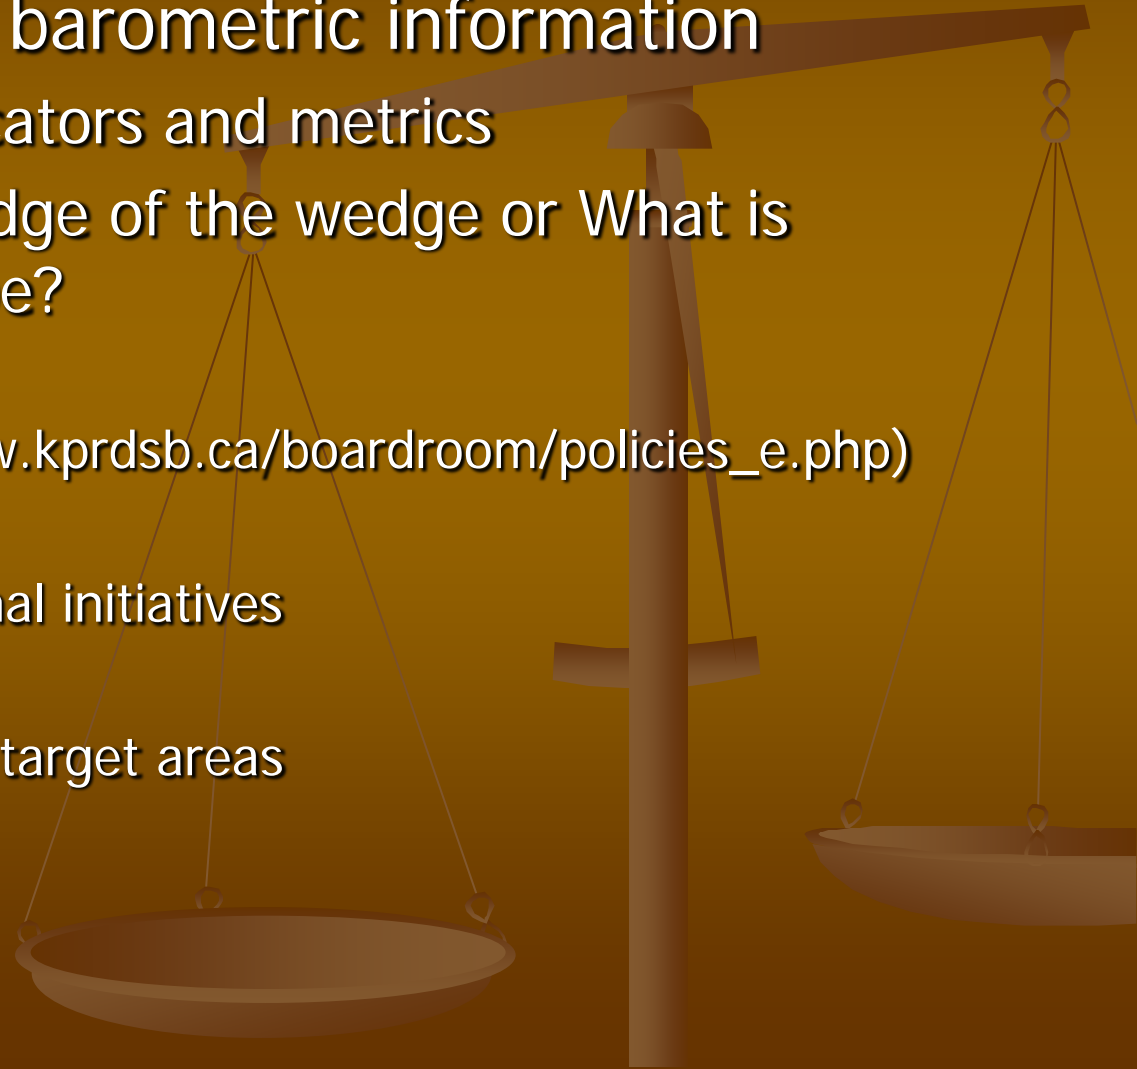 barometric information
ators and metrics
dge of the wedge or What is
e?
w.kprdsb.ca/boardroom/policies_e.php)
al initiatives
target areas